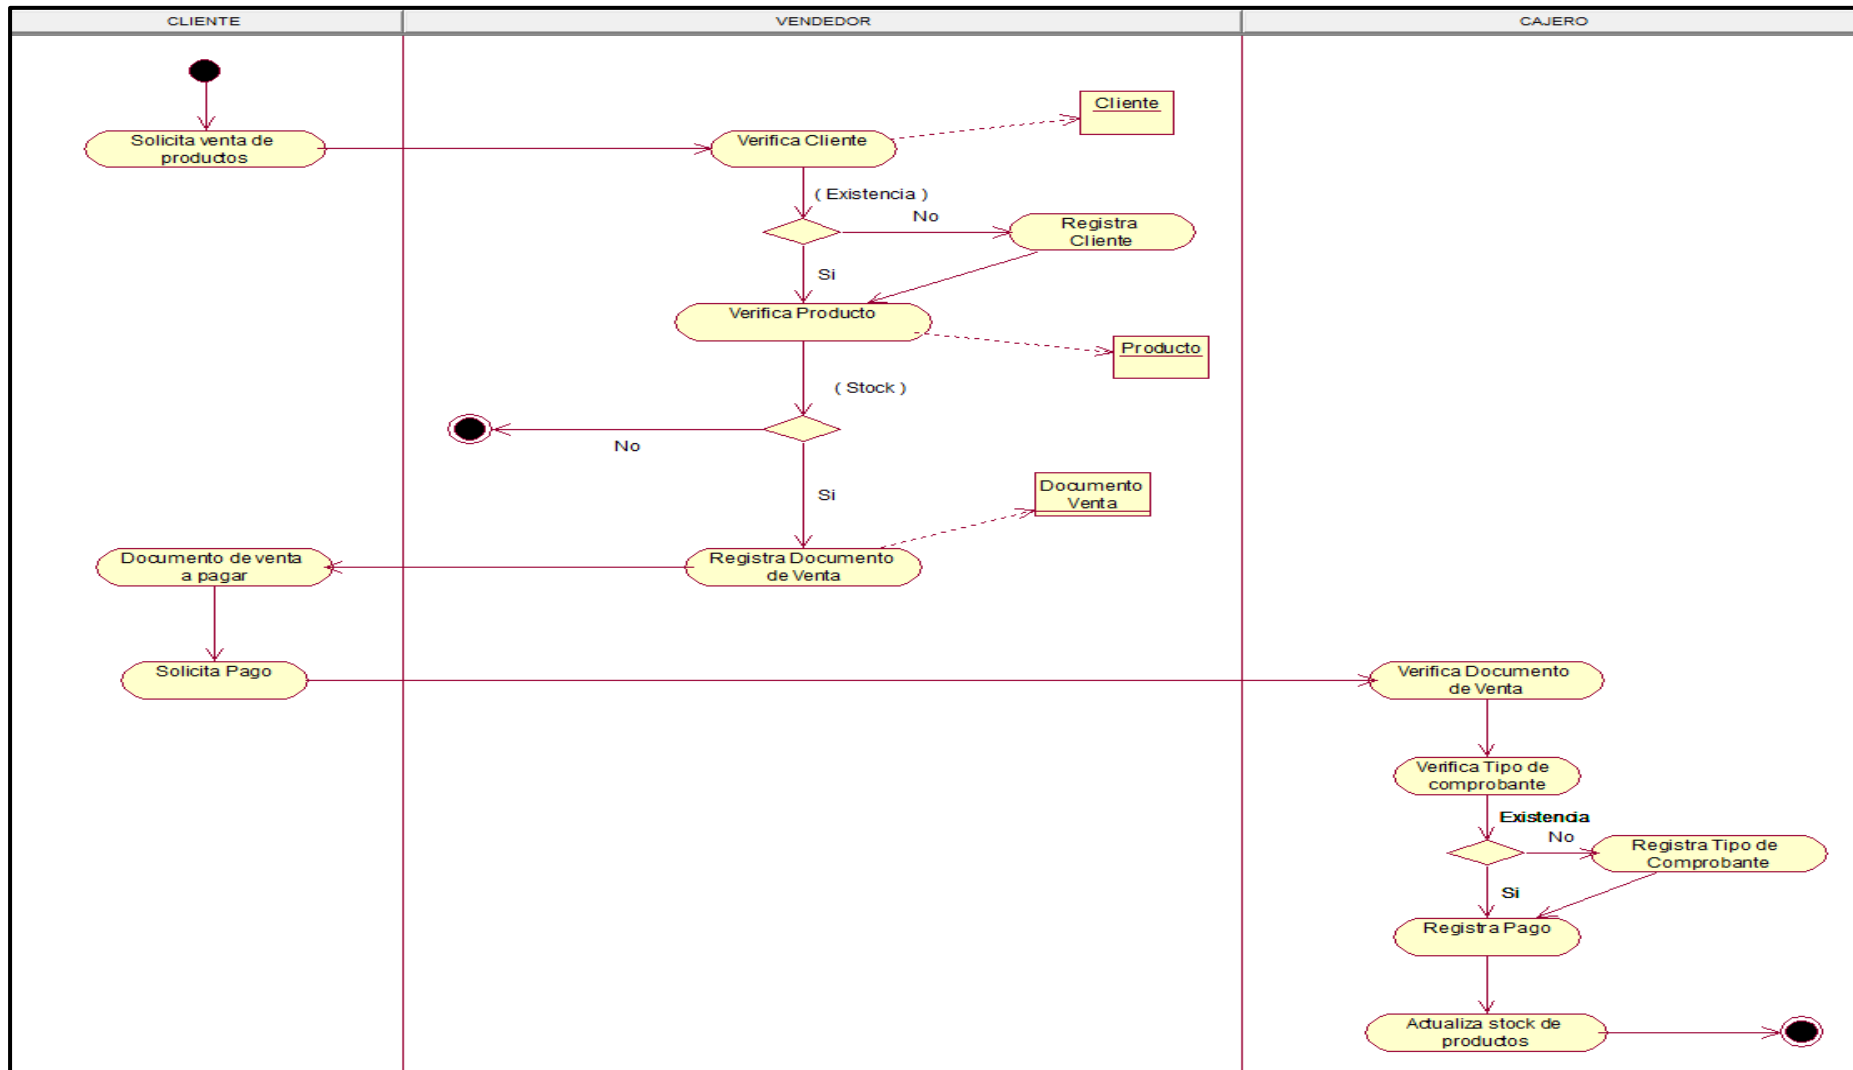 CLIENTE
VENDEDOR
CAJERO
Solicita venta de
productos
Verifica Cliente
Cliente
( Existencia )
No
Registra
Cliente
Si
Verifica Producto
Producto
( Stock )
No
Si
Documento
Venta
Documento de venta
a pagar
Registra Documento
de Venta
Solicita Pago
Verifica Documento
de Venta
Verifica Tipo de
comprobante
Existencia
No
Registra Tipo de
Comprobante
Si
Registra Pago
Actualiza stock de
productos